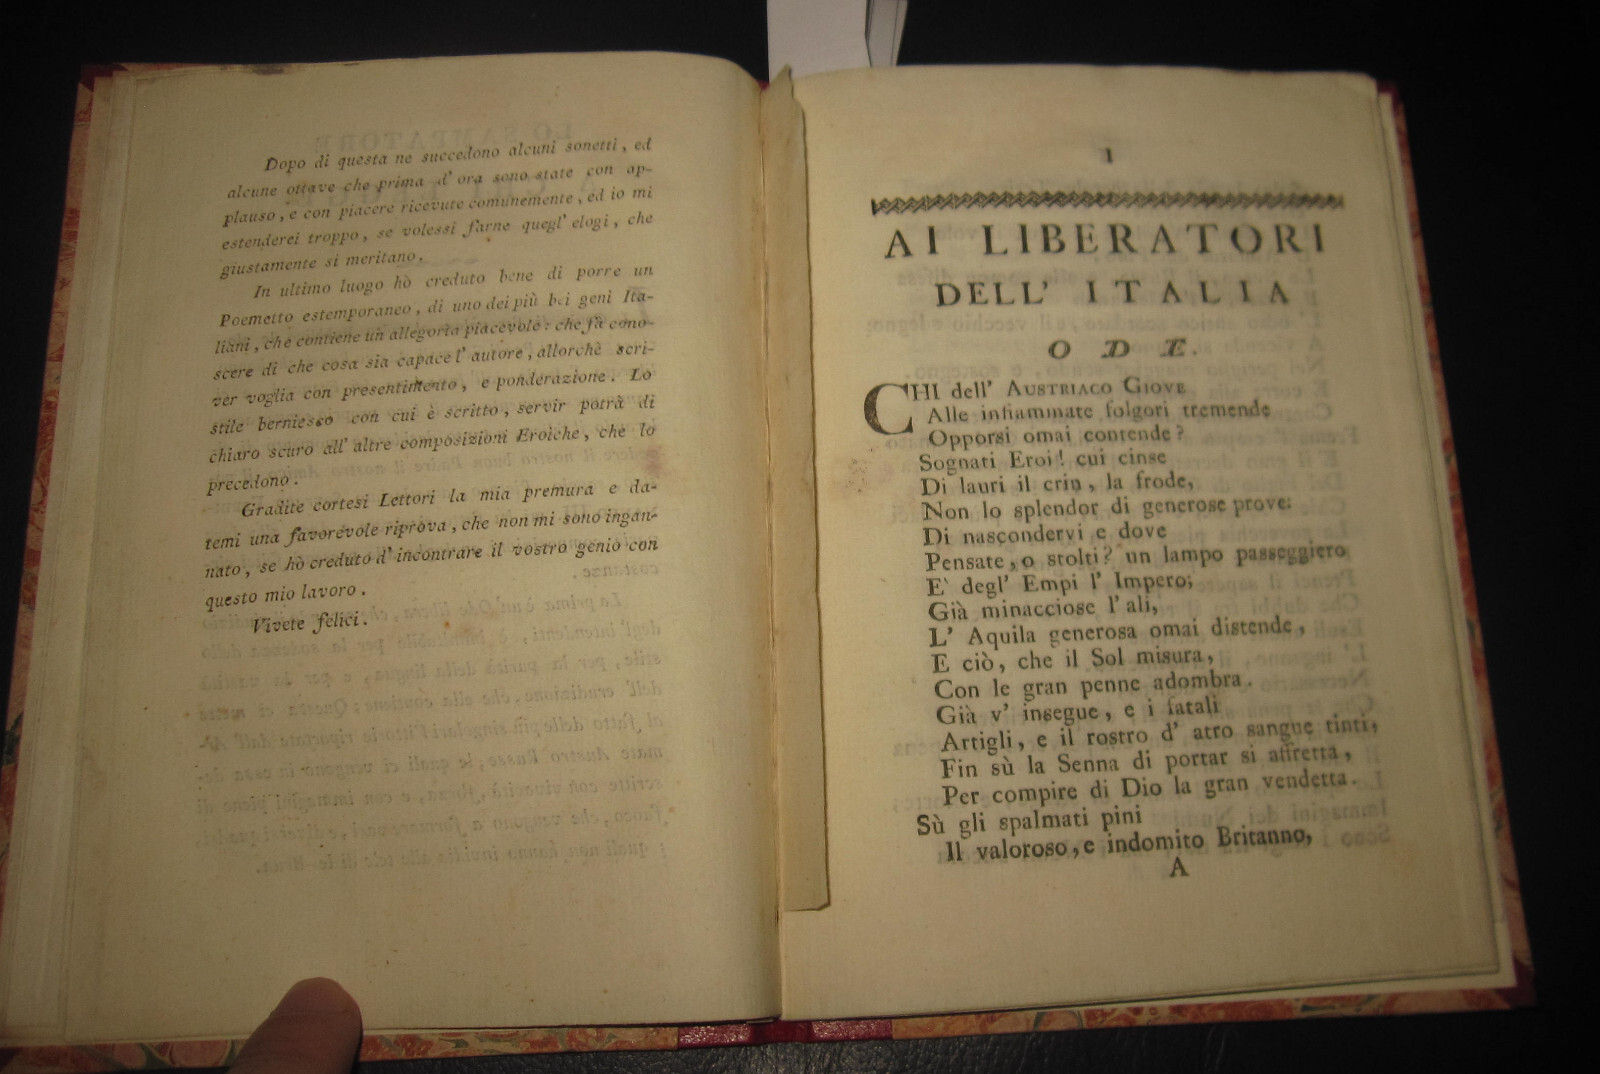 Dopo di questa ne succedono alcuni sonetti, ed
alcune ottave che prima d' ora sono state con ap-
plauso, e con piacere ricevute comunemente, ed io mi
estenderei troppo, se volessi farne quegl' elogi, che
giustamente si meritano.
In ultimo luogo hò creduto bene di porre un
Poemetto estemporaneo, di uno dei più bei genj Ita-
liani, che contiene un allegoria piacevole: che fà cono-
scere di che cosa sia capace l' autore, allorchè scri-
ver voglia con presentimento, e ponderazione. Lo
stile berniesco con cui è scritto, servir potrà di
chiaro scuro all' altre composizioni Eroiche, che lo
precedono.
Gradite cortesi Lettori la mia premura e da-
temi una favorevole riprova, che non mi sono ingan-
nato, se hò creduto d' incontrare il vostro genio con
questo mio lavoro.
Vivete felici.
I
AI LIBERATORI
DELL' ITALIA
ODE.
CHI dell' AUSTRIACO GIOVE
Alle infiammate folgori tremende
Opporsi omai contende?
Sognati Eroi! cui cinse
Di lauri il crin, la frode,
Non lo splendor di generose prove:
Di nascondervi e dove
Pensate, o stolti? un lampo passeggiero
E' degl' Empi l' Impero;
Già minacciose l' ali,
L' Aquila generosa omai distende,
E ciò, che il Sol misura,
Con le gran penne adombra.
Già v' insegue, e i fatali
Artigli, e il rostro d' atro sangue tinti,
Fin sù la Senna di portar si affretta,
Per compire di Dio la gran vendetta.
Sù gli spalmati pini
Il valoroso, e indomito Britanno,
A